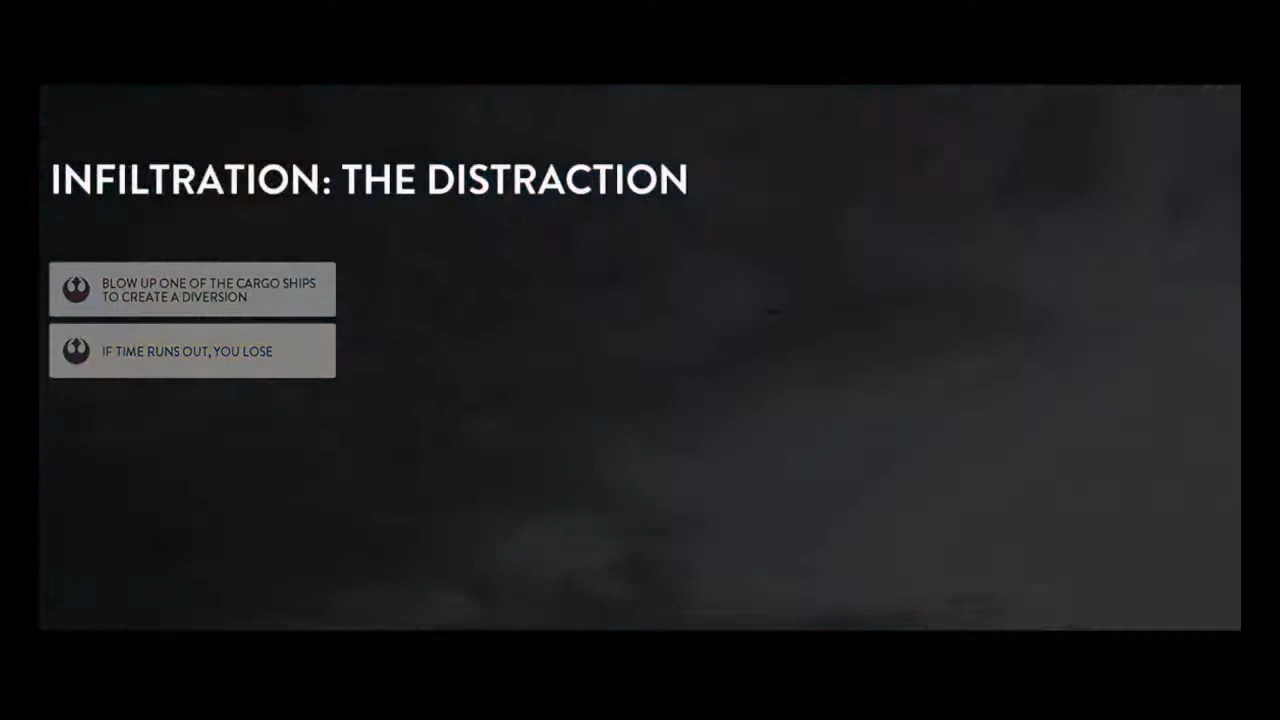 INFILTRATION: THE DISTRACTION
BLOW UP ONE OF THE CARGO SHIPS
TO CREATE A DIVERSION
IF TIME RUNS OUT, YOU LOSE